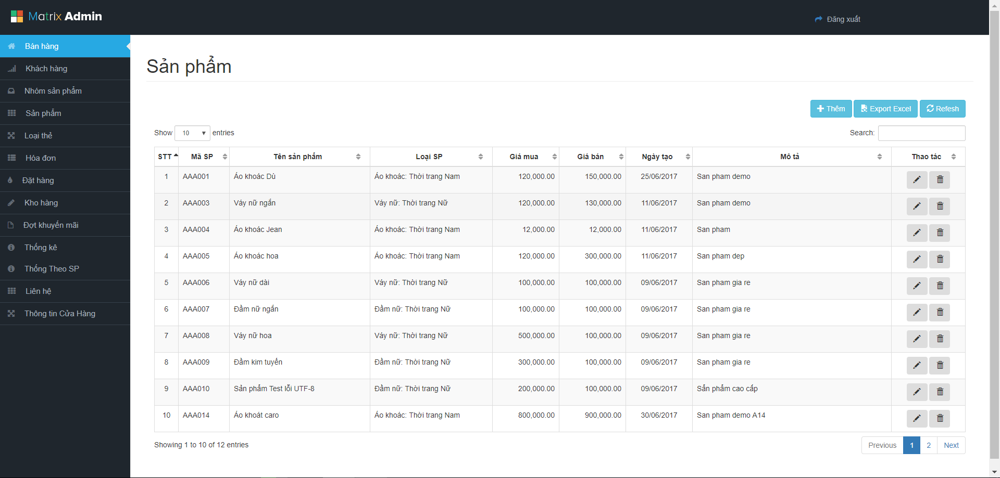 Matrix Admin
Đăng xuất
Bán hàng
Khách hàng
Nhóm sản phẩm
Sản phẩm
Loại thẻ
Hóa đơn
Đặt hàng
Kho hàng
Đợt khuyến mãi
Thống kê
Thống Theo SP
Liên hệ
Thông tin Cửa Hàng
Sản phẩm
Thêm Export Excel Refesh
Show 10 entries Search:
STT Mã SP Tên sản phẩm Loại SP Giá mua Giá bán Ngày tạo Mô tả Thao tác
1 AAA001 Áo khoác Dù Áo khoác: Thời trang Nam 120,000.00 150,000.00 25/06/2017 San pham demo
2 AAA003 Váy nữ ngắn Váy nữ: Thời trang Nữ 120,000.00 130,000.00 11/06/2017 San pham demo
3 AAA004 Áo khoác Jean Áo khoác: Thời trang Nam 12,000.00 12,000.00 11/06/2017 San pham
4 AAA005 Áo khoác hoa Áo khoác: Thời trang Nam 120,000.00 300,000.00 11/06/2017 San pham dep
5 AAA006 Váy nữ dài Váy nữ: Thời trang Nữ 100,000.00 100,000.00 09/06/2017 San pham gia re
6 AAA007 Đầm nữ ngắn Đầm nữ: Thời trang Nữ 100,000.00 100,000.00 09/06/2017 San pham gia re
7 AAA008 Váy nữ hoa Váy nữ: Thời trang Nữ 500,000.00 100,000.00 09/06/2017 San pham gia re
8 AAA009 Đầm kim tuyến Đầm nữ: Thời trang Nữ 300,000.00 100,000.00 09/06/2017 San pham gia re
9 AAA010 Sản phẩm Test lỗi UTF-8 Đầm nữ: Thời trang Nữ 200,000.00 100,000.00 09/06/2017 Sẩn phẩm cao cấp
10 AAA014 Áo khoát caro Áo khoác: Thời trang Nam 800,000.00 900,000.00 30/06/2017 San pham demo A14
Showing 1 to 10 of 12 entries Previous 1 2 Next